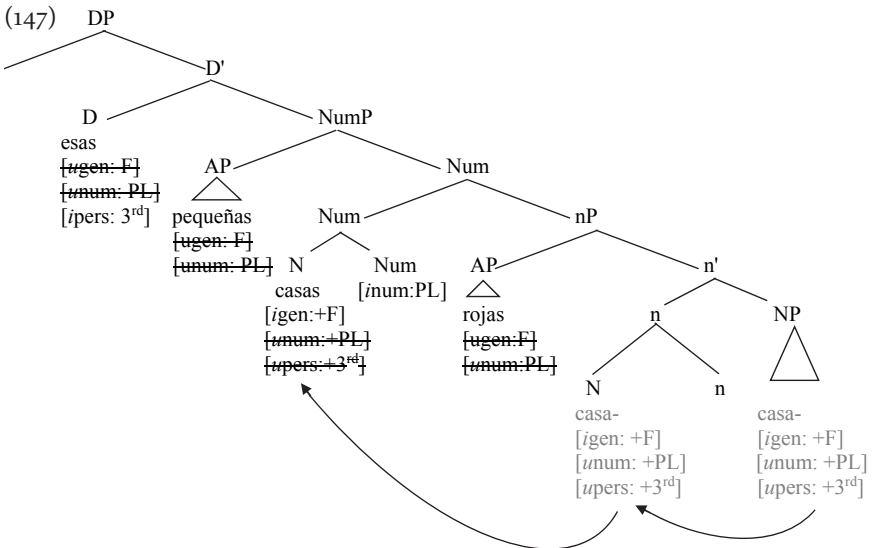 (147) DP
D'
D NumP
esas
[ugen: F] AP Num
[unum: PL]
[ipers: 3rd] pequeñas Num nP
[ugen: F]
[unum: PL] N Num AP n'
casas [inum:PL]
[igen:+F] rojas n NP
[unum:+PL] [ugen:F]
[upers:+3rd] [unum:PL]
N n
casa- casa-
[igen: +F] [igen: +F]
[unum: +PL] [unum: +PL]
[upers: +3rd] [upers: +3rd]